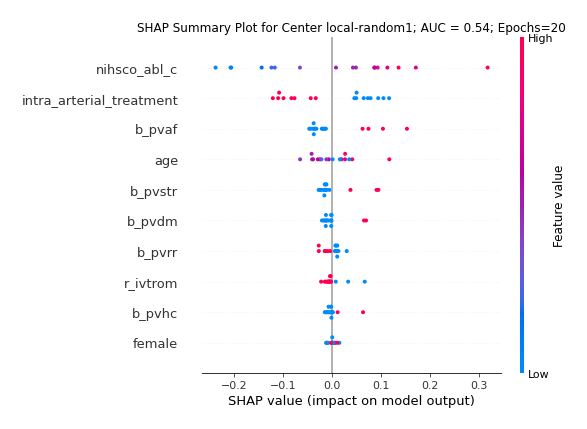 SHAP Summary Plot for Center local-random1; AUC = 0.54; Epochs=20
High
nihsco_abl_c
intra_arterial_treatment
b_pvaf
age
b_pvstr
b_pvdm
b_pvrr
r_ivtrom
b_pvhc
female
Feature value
Low
−0.2 −0.1 0.0 0.1 0.2 0.3
SHAP value (impact on model output)